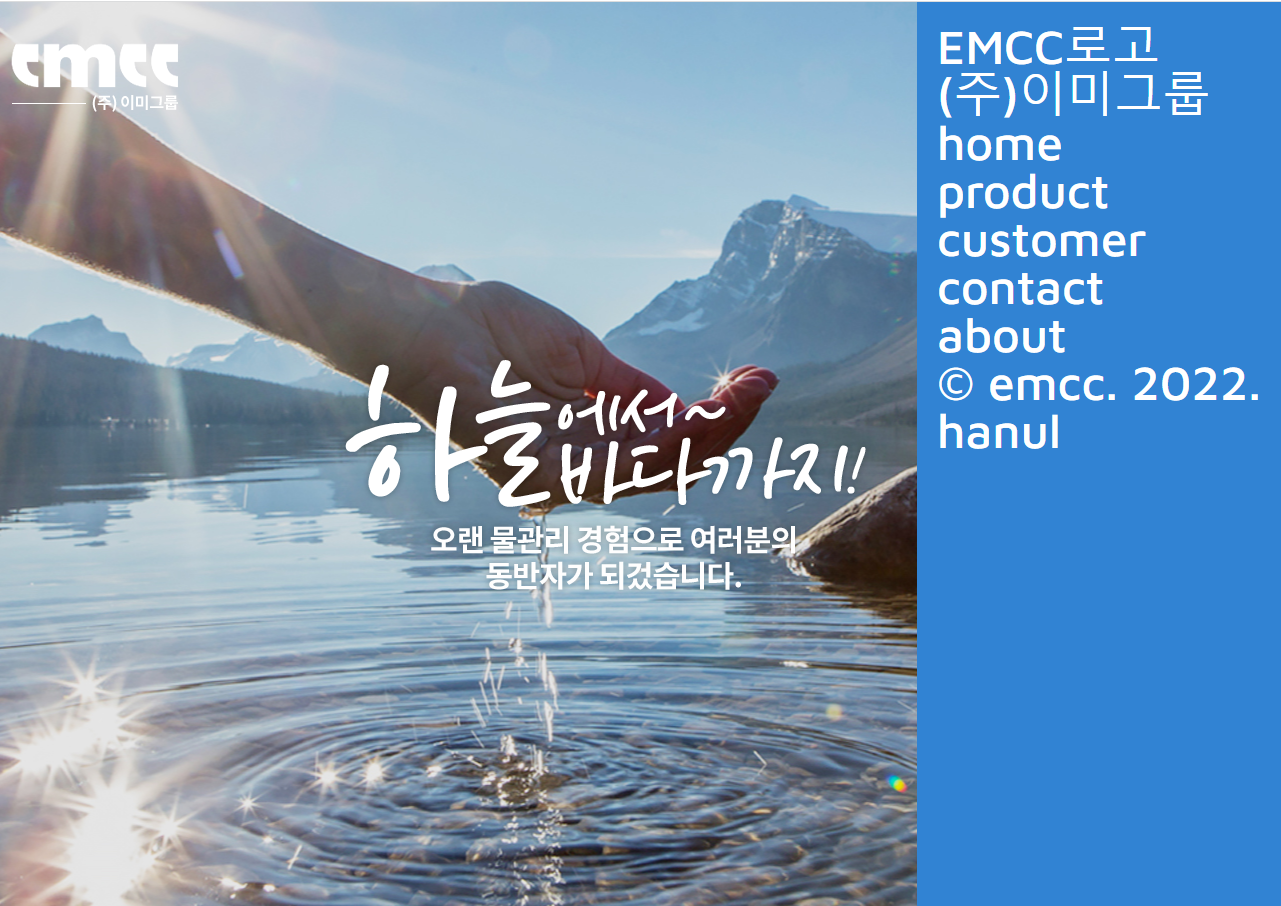 emcc
(주) 이미그룹
하늘에서~
바다까지!!
오랜 물관리 경험으로 여러분의
동반자가 되겠습니다.
EMCC로고
(주)이미그룹
home
product
customer
contact
about
© emcc. 2022.
hanul